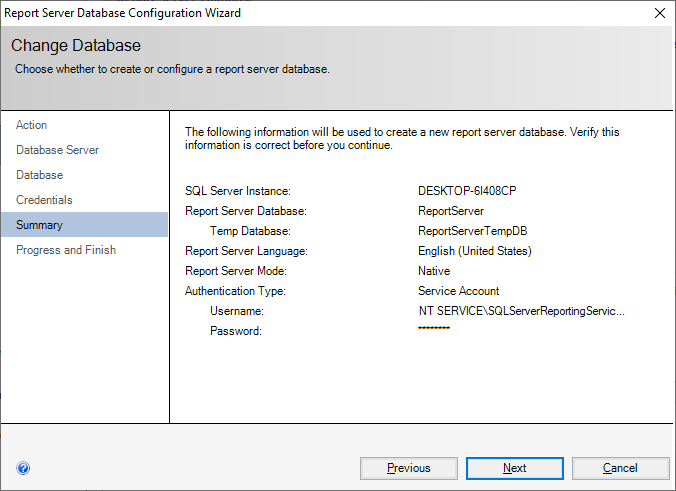 Report Server Database Configuration Wizard
Change Database
Choose whether to create or configure a report server database.
Action
Database Server
Database
Credentials
Summary
Progress and Finish
The following information will be used to create a new report server database. Verify this
information is correct before you continue.
SQL Server Instance: DESKTOP-6I408CP
Report Server Database: ReportServer
Temp Database: ReportServerTempDB
Report Server Language: English (United States)
Report Server Mode: Native
Authentication Type: Service Account
Username: NT SERVICE\SQLServerReportingServic...
Password: ********
Previous Next Cancel